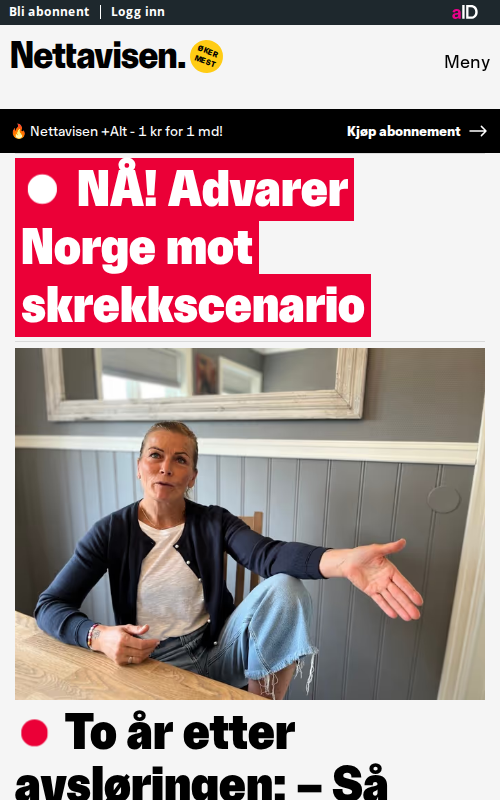 Bli abonnent | Logg inn
aID
Nettavisen.
ØKER
MEST
Meny
🔥 Nettavisen +Alt - 1 kr for 1 md!
Kjøp abonnement →
NÅ! Advarer
Norge mot
skrekkscenario
To år etter
avsløringen: – Så